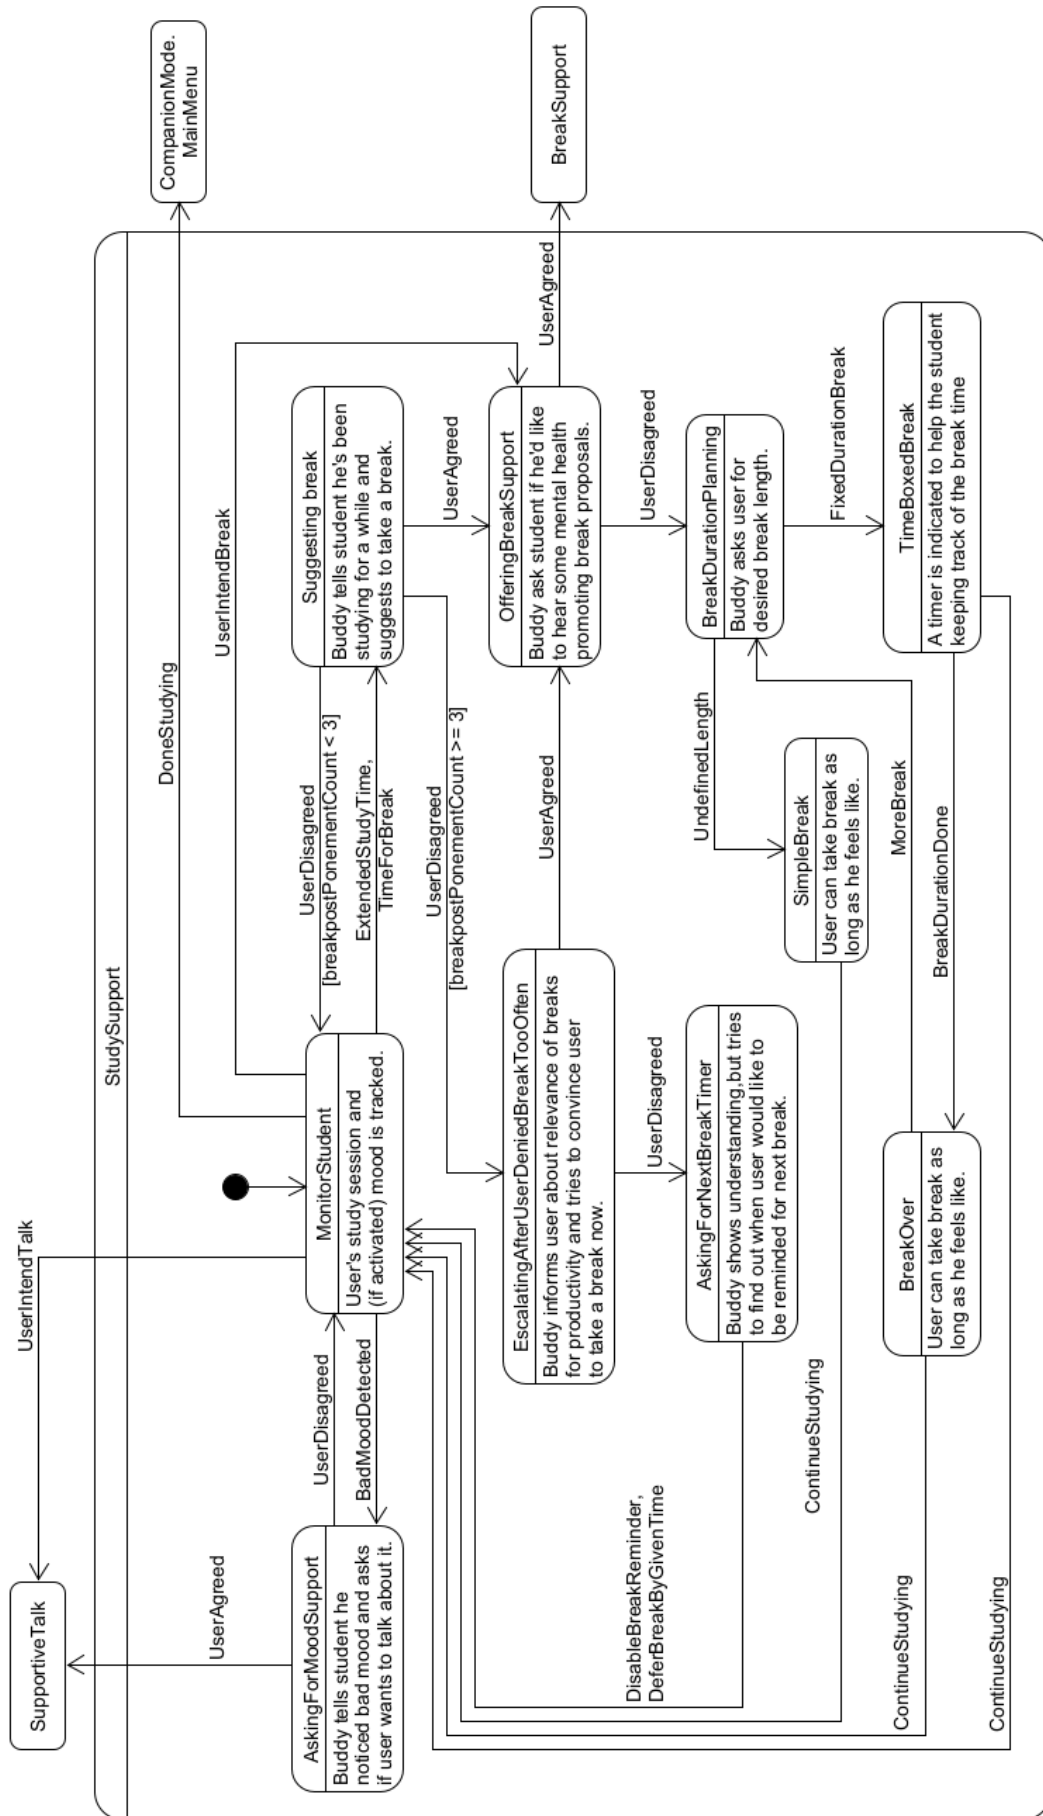 SupportiveTalk
UserIntendTalk
CompanionMode.
MainMenu
StudySupport
DoneStudying
UserIntendBreak
UserAgreed
AskingForMoodSupport
Buddy tells student he
noticed bad mood and asks
if user wants to talk about it.
UserDisagreed
BadMoodDetected
MonitorStudent
User's study session and
(if activated) mood is tracked.
UserDisagreed
[breakpostPonementCount < 3]
ExtendedStudyTime,
TimeForBreak
Suggesting break
Buddy tells student he's been
studying for a while and
suggests to take a break.
UserDisagreed
[breakpostPonementCount >= 3]
UserAgreed
EscalatingAfterUserDeniedBreakTooOften
Buddy informs user about relevance of breaks
for productivity and tries to convince user
to take a break now.
UserAgreed
OfferingBreakSupport
Buddy ask student if he'd like
to hear some mental health
promoting break proposals.
UserAgreed
BreakSupport
UserDisagreed
UserDisagreed
AskingForNextBreakTimer
Buddy shows understanding,but tries
to find out when user would like to
be reminded for next break.
DisableBreakReminder,
DeferBreakByGivenTime
UndefinedLength
BreakDurationPlanning
Buddy asks user for
desired break length.
SimpleBreak
User can take break as
long as he feels like.
ContinueStudying
FixedDurationBreak
MoreBreak
BreakOver
User can take break as
long as he feels like.
BreakDurationDone
TimeBoxedBreak
A timer is indicated to help the student
keeping track of the break time
ContinueStudying
ContinueStudying